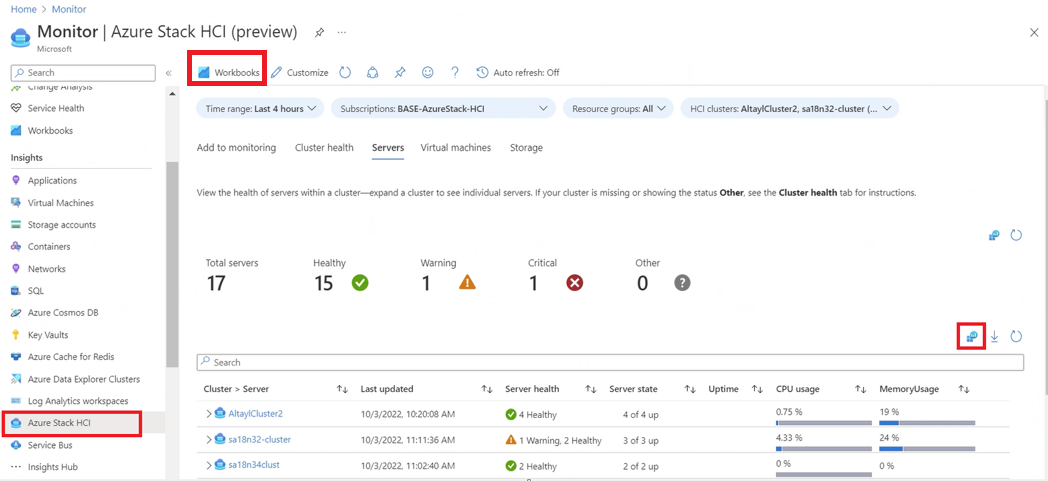 Home > Monitor
Monitor | Azure Stack HCI (preview) ...
Microsoft
Search «
Change Analysis
Service Health
Workbooks
Insights
Applications
Virtual Machines
Storage accounts
Containers
Networks
SQL
Azure Cosmos DB
Key Vaults
Azure Cache for Redis
Azure Data Explorer Clusters
Log Analytics workspaces
Azure Stack HCI
Service Bus
Insights Hub
Workbooks Customize ? Auto refresh: Off
Time range: Last 4 hours Subscriptions: BASE-AzureStack-HCI Resource groups: All HCI clusters: AltaylCluster2, sa18n32-cluster (...
Add to monitoring Cluster health Servers Virtual machines Storage
View the health of servers within a cluster—expand a cluster to see individual servers. If your cluster is missing or showing the status Other, see the Cluster health tab for instructions.
Total servers Healthy Warning Critical Other
17 15 1 1 0 ?
Search
Cluster > Server Last updated Server health Server state Uptime CPU usage MemoryUsage
AltaylCluster2 10/3/2022, 10:20:08 AM 4 Healthy 4 of 4 up 0.75 % 19 %
sa18n32-cluster 10/3/2022, 11:11:36 AM 1 Warning, 2 Healthy 3 of 3 up 4.33 % 24 %
sa18n34clust 10/3/2022, 11:02:40 AM 2 Healthy 2 of 2 up 0 % 0 %